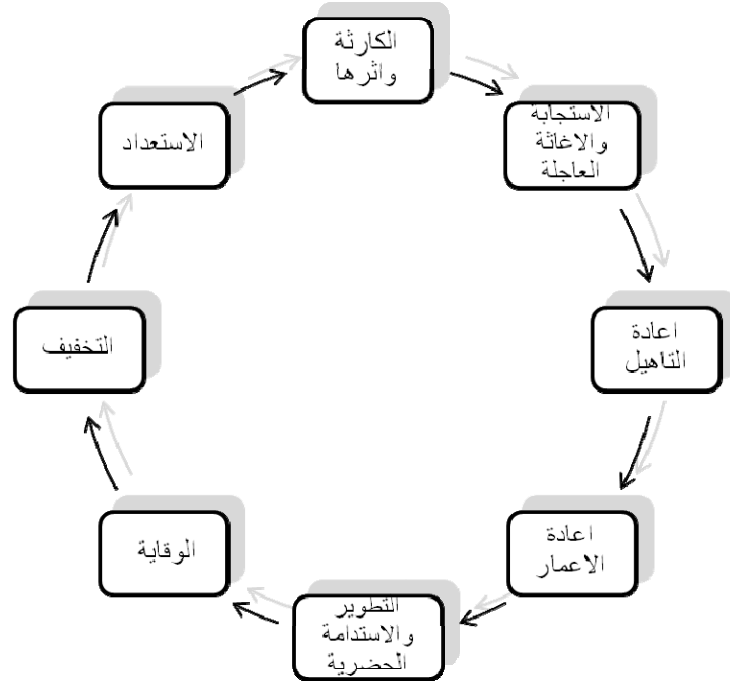 الكارثة
واثرها
الاستجابة
والاغاثة
العاجلة
اعادة
التاهيل
اعادة
الاعمار
التطوير
والاستدامة
الحضرية
الوقاية
التخفيف
الاستعداد